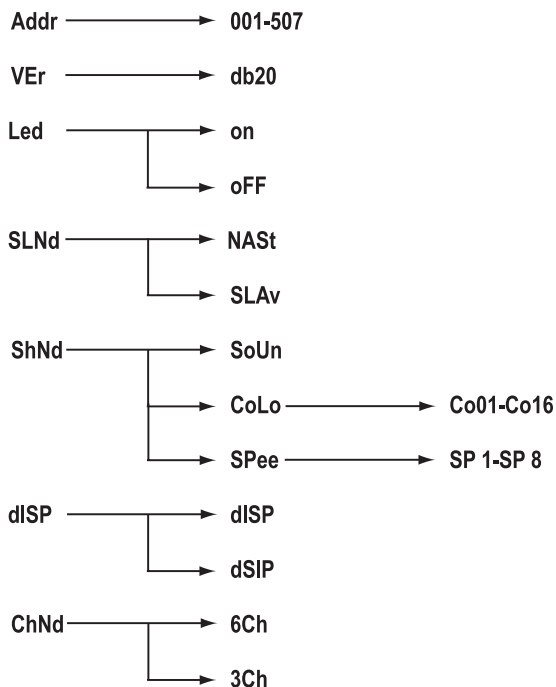 Addr 001-507
VEr db20
Led on
oFF
SLNd NASt
SLAv
ShNd SoUn
CoLo Co01-Co16
SPee SP 1-SP 8
dISP dISP
dSIP
ChNd 6Ch
3Ch